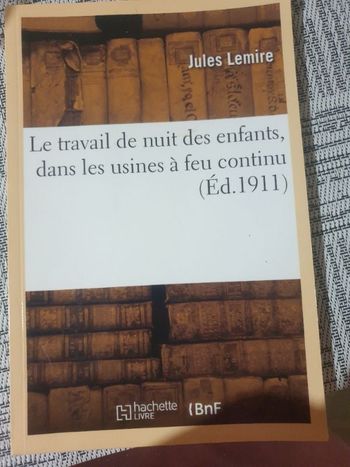 Jules Lemire
Le travail de nuit des enfants,
dans les usines à feu continu
(Éd.1911)
hachette
LIVRE
(BnF